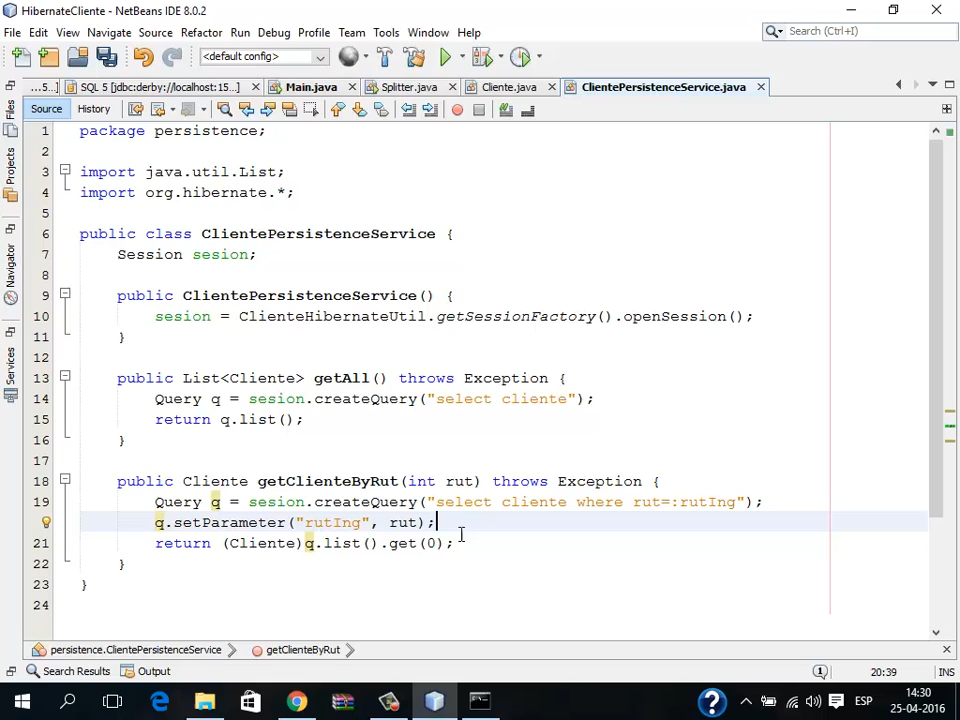 HibernateCliente - NetBeans IDE 8.0.2
File Edit View Navigate Source Refactor Run Debug Profile Team Tools Window Help
Search (Ctrl+I)
<default config>
...5...] SQL 5 [jdbc:derby://localhost:15...] Main.java Splitter.java Cliente.java ClientePersistenceService.java
Source History
Files
Projects
Navigator
Services
1 package persistence;
2
3 import java.util.List;
4 import org.hibernate.*;
5
6 public class ClientePersistenceService {
7 Session sesion;
8
9 public ClientePersistenceService() {
10 sesion = ClienteHibernateUtil.getSessionFactory().openSession();
11 }
12
13 public List<Cliente> getAll() throws Exception {
14 Query q = sesion.createQuery("select cliente");
15 return q.list();
16 }
17
18 public Cliente getClienteByRut(int rut) throws Exception {
19 Query q = sesion.createQuery("select cliente where rut=:rutIng");
q.setParameter("rutIng", rut);
21 return (Cliente)q.list().get(0);
22 }
23 }
24
persistence.ClientePersistenceService getClienteByRut
Search Results Output 1 20:39 INS
ESP 14:30
25-04-2016